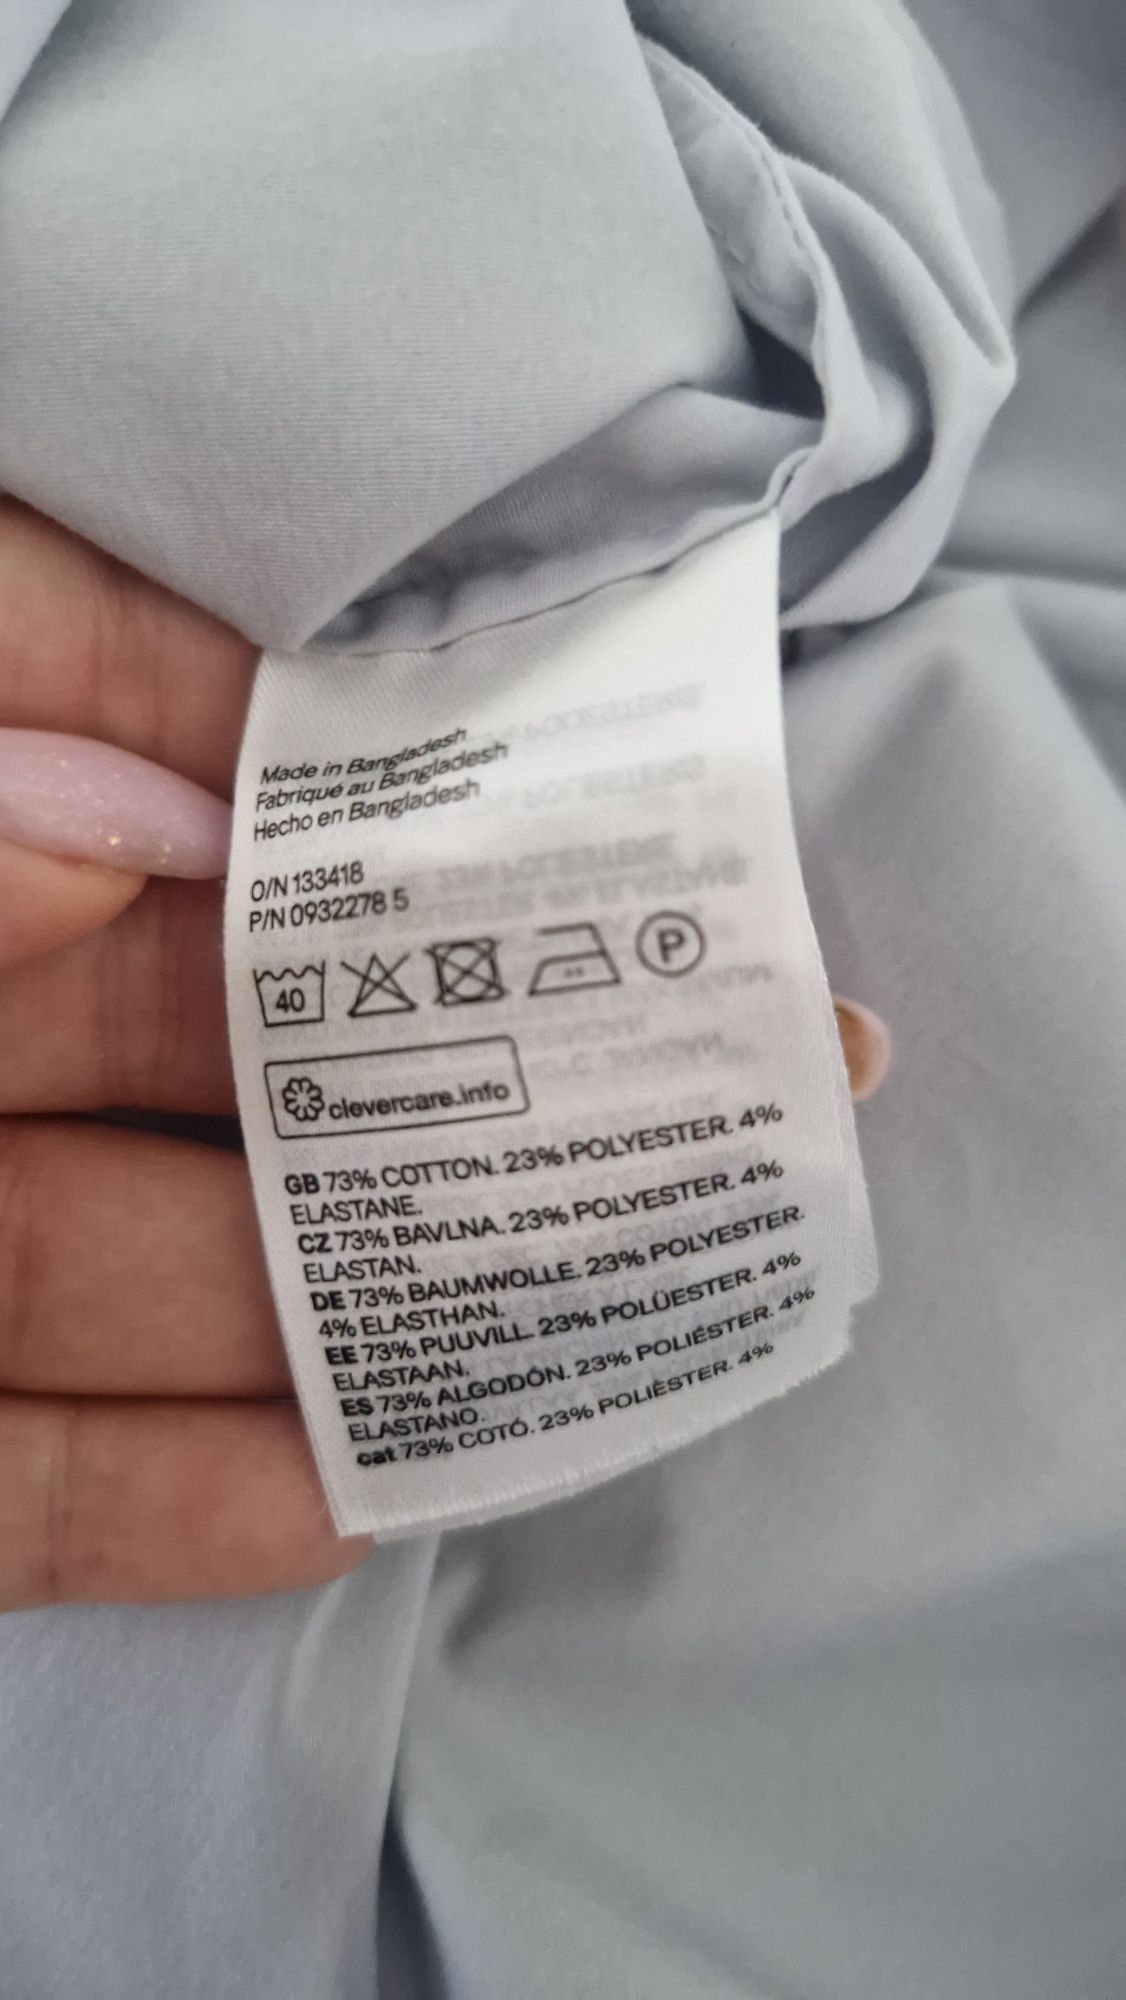 Made in Bangladesh
Fabriqué au Bangladesh
Hecho en Bangladesh
O/N 133418
P/N 0932278 5
40 P
clevercare.info
GB 73% COTTON. 23% POLYESTER. 4%
ELASTANE.
CZ 73% BAVLNA. 23% POLYESTER. 4%
ELASTAN.
DE 73% BAUMWOLLE. 23% POLYESTER.
4% ELASTHAN.
EE 73% PUUVILL. 23% POLÜESTER. 4%
ELASTAAN.
ES 73% ALGODÓN. 23% POLIÉSTER. 4%
ELASTANO.
cat 73% COTÓ. 23% POLIÈSTER. 4%